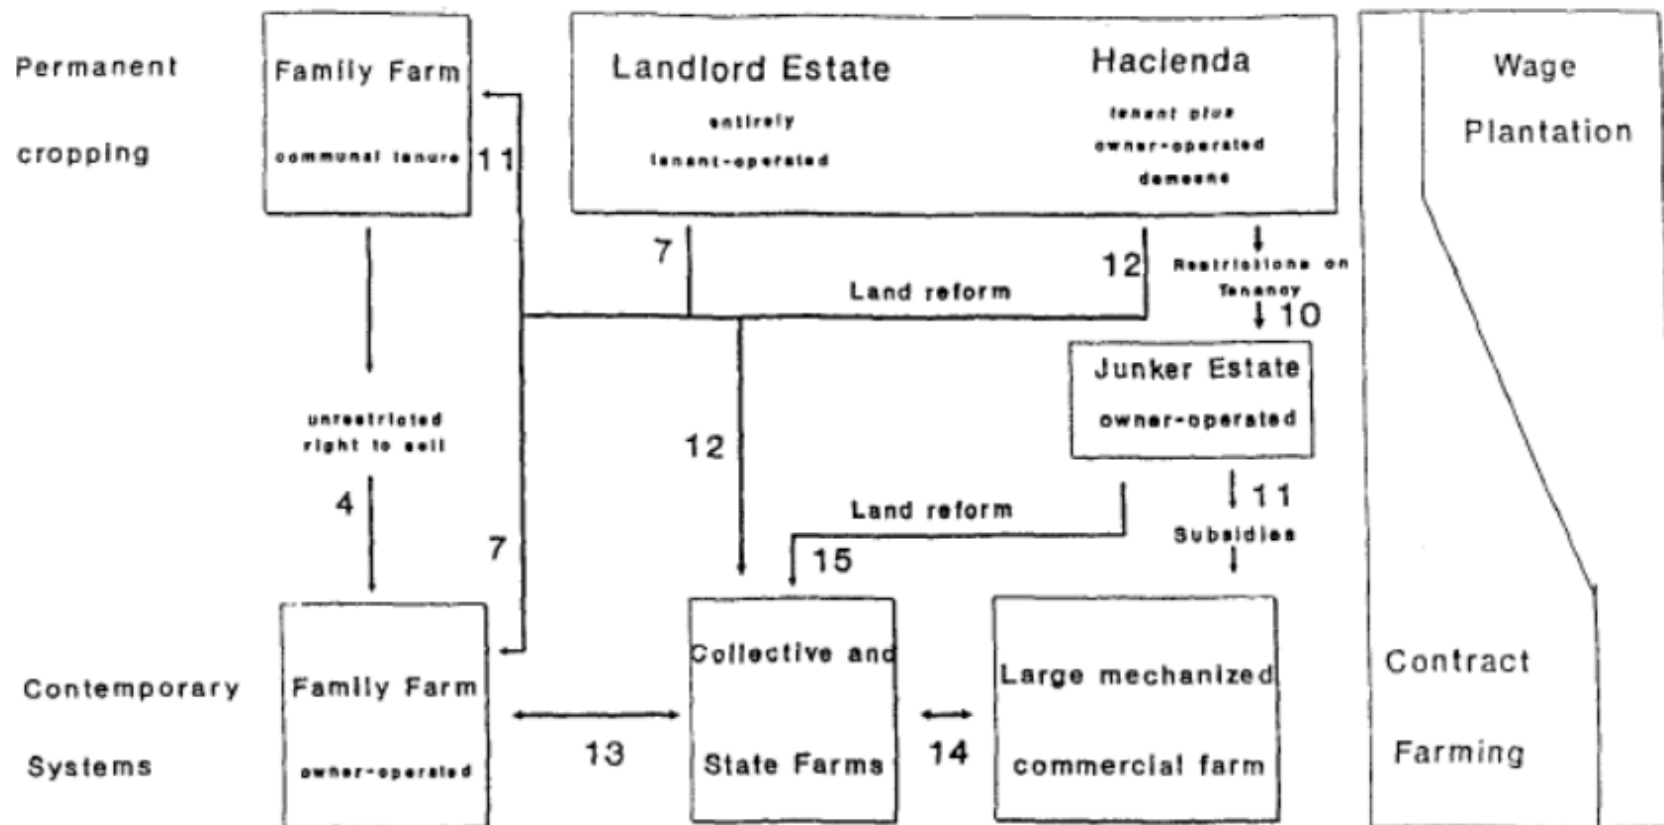 Permanent
cropping
Family Farm
communal tenure
11
Landlord Estate
entirely
tenant-operated
Hacienda
tenant plus
owner-operated
demesne
Wage
Plantation
7
Land reform
12
Restrictions on
Tenancy
10
Junker Estate
owner-operated
unrestricted
right to sell
4
7
12
Land reform
15
11
Subsidies
Contemporary
Systems
Family Farm
owner-operated
13
Collective and
State Farms
14
Large mechanized
commercial farm
Contract
Farming